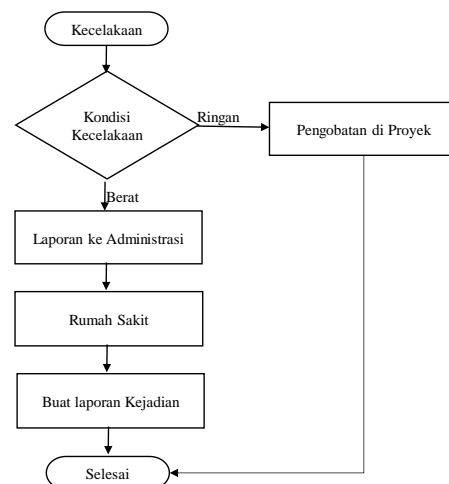 Kecelakaan
Kondisi
Kecelakaan
Ringan
Pengobatan di Proyek
Berat
Laporan ke Administrasi
Rumah Sakit
Buat laporan Kejadian
Selesai